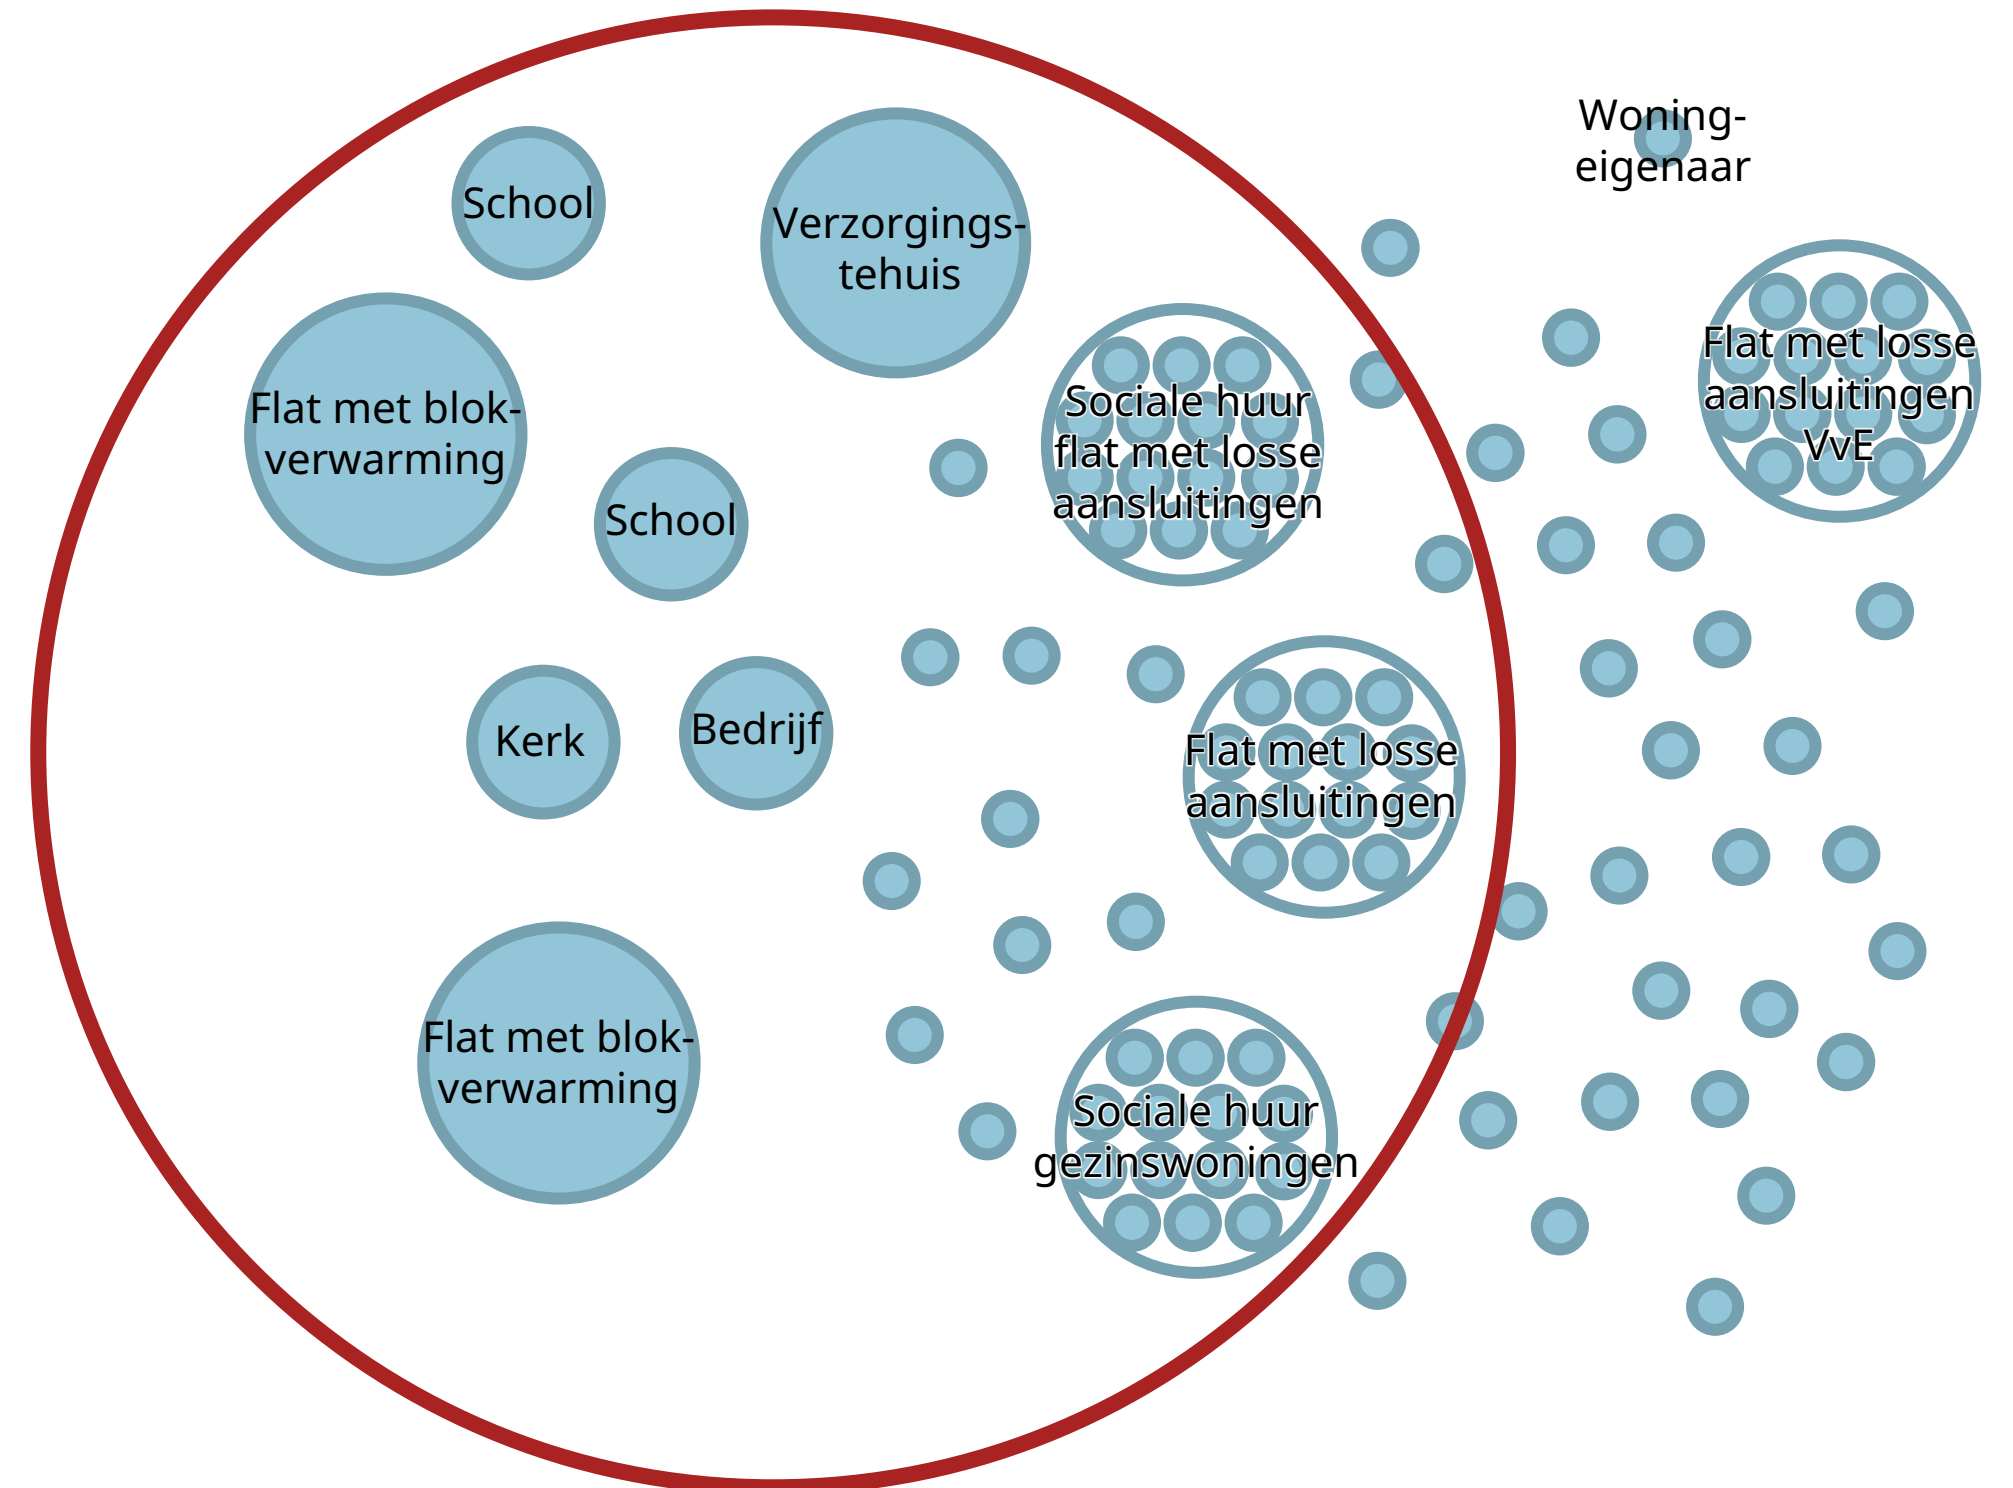 Woning-
eigenaar
School
Verzorgings-
tehuis
Flat met losse
aansluitingen
VvE
Flat met blok-
verwarming
Sociale huur
flat met losse
aansluitingen
School
Kerk
Bedrijf
Flat met losse
aansluitingen
Flat met blok-
verwarming
Sociale huur
gezinswoningen